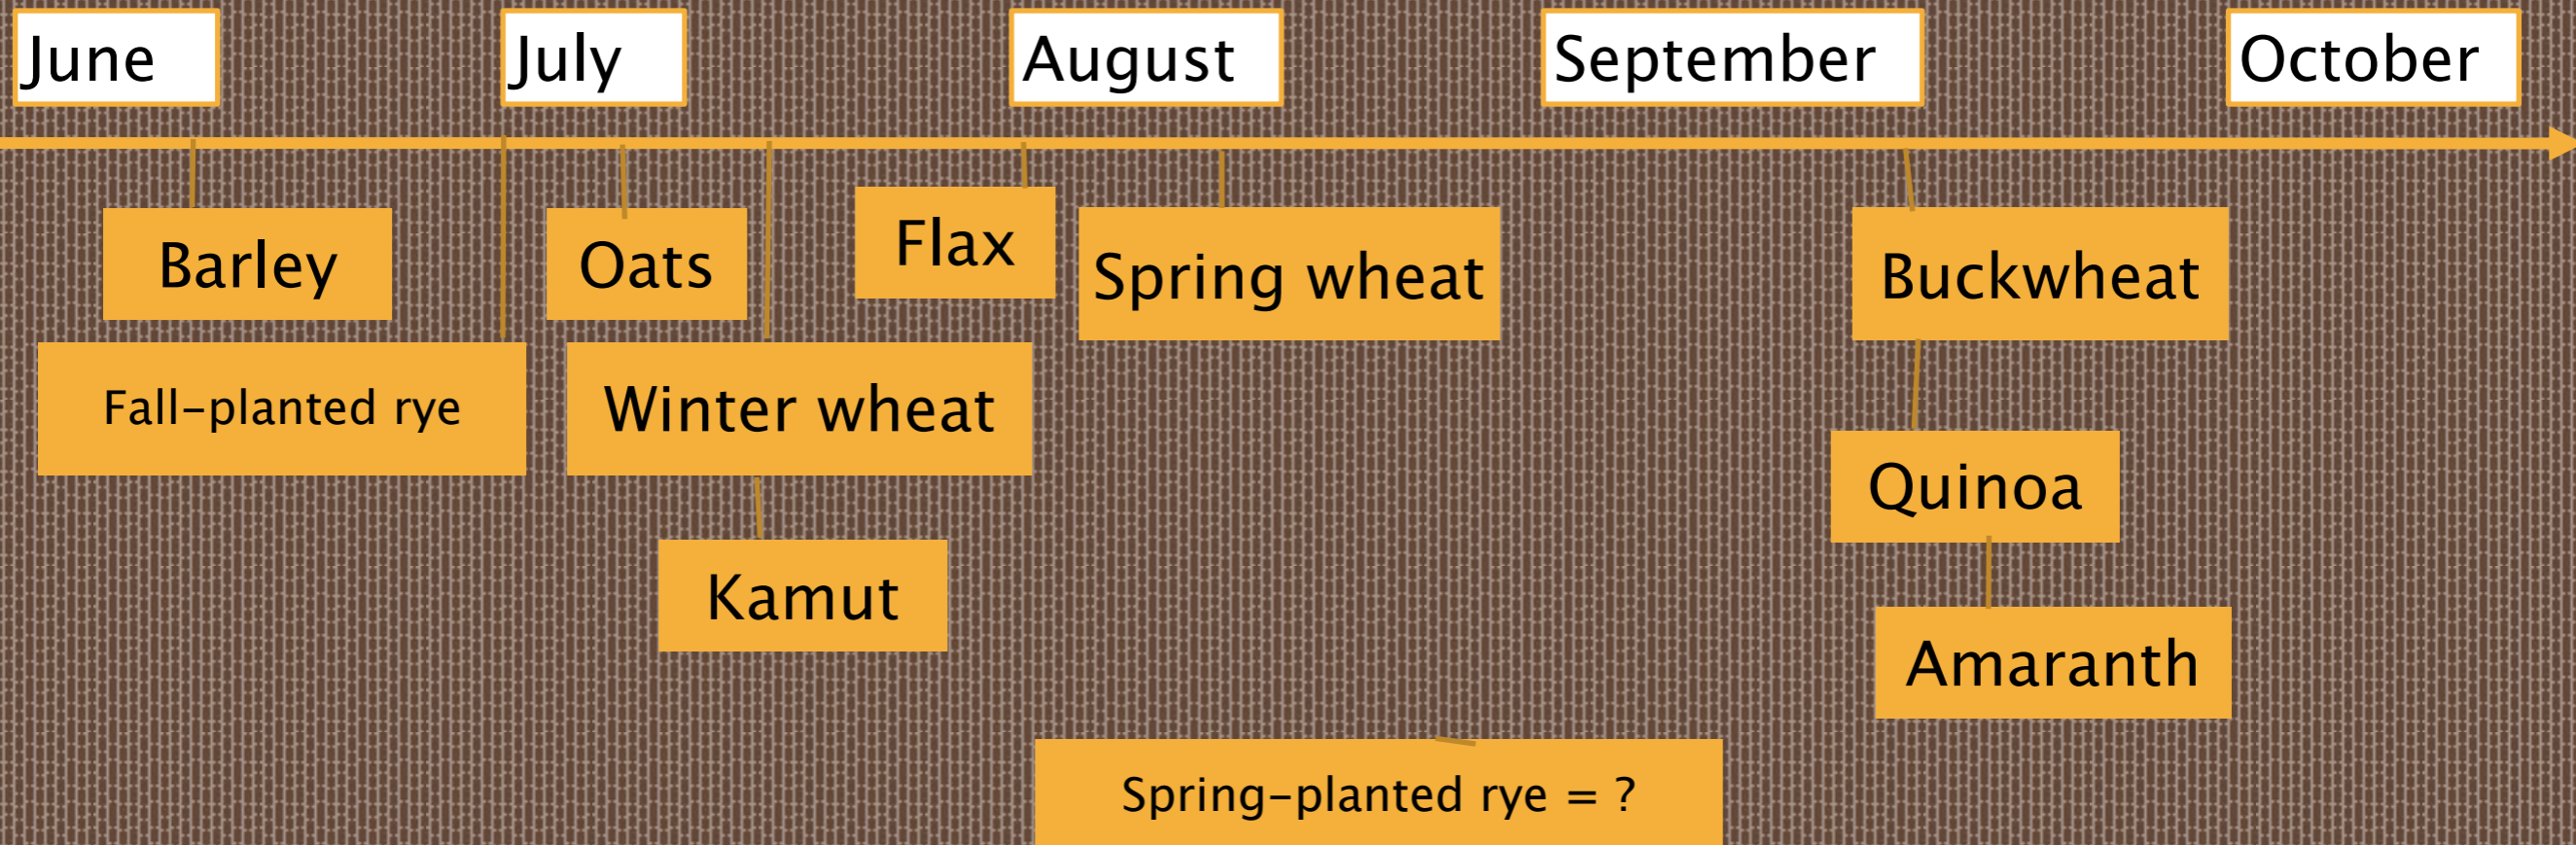 June
July
August
September
October
Barley
Oats
Flax
Spring wheat
Buckwheat
Fall-planted rye
Winter wheat
Quinoa
Kamut
Amaranth
Spring-planted rye = ?